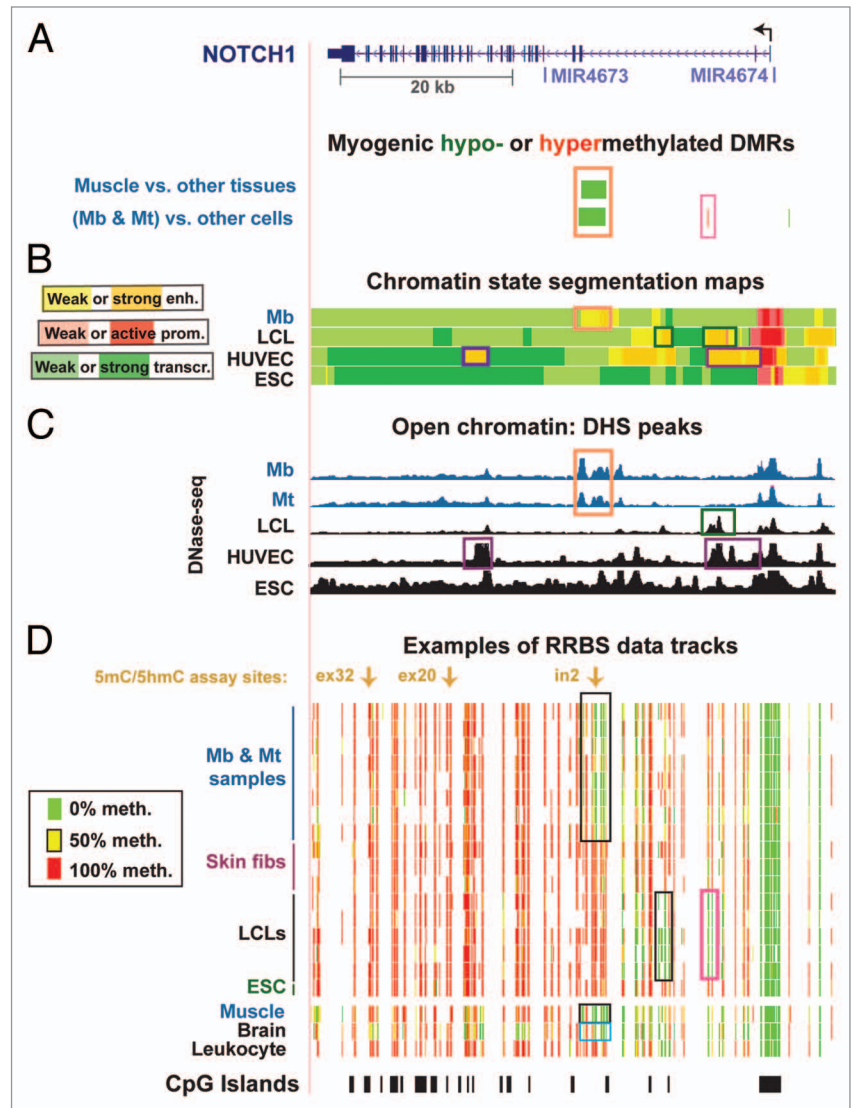 A
NOTCH1
20 kb
MIR4673
MIR4674
Myogenic hypo- or hypermethylated DMRs
Muscle vs. other tissues
(Mb & Mt) vs. other cells
B
Chromatin state segmentation maps
Weak or strong enh.
Weak or active prom.
Weak or strong transcr.
Mb
LCL
HUVEC
ESC
C
Open chromatin: DHS peaks
DNase-seq
Mb
Mt
LCL
HUVEC
ESC
D
Examples of RRBS data tracks
5mC/5hmC assay sites:
ex32
ex20
in2
Mb & Mt
samples
0% meth.
50% meth.
100% meth.
Skin fibs
LCLs
ESC
Muscle
Brain
Leukocyte
CpG Islands